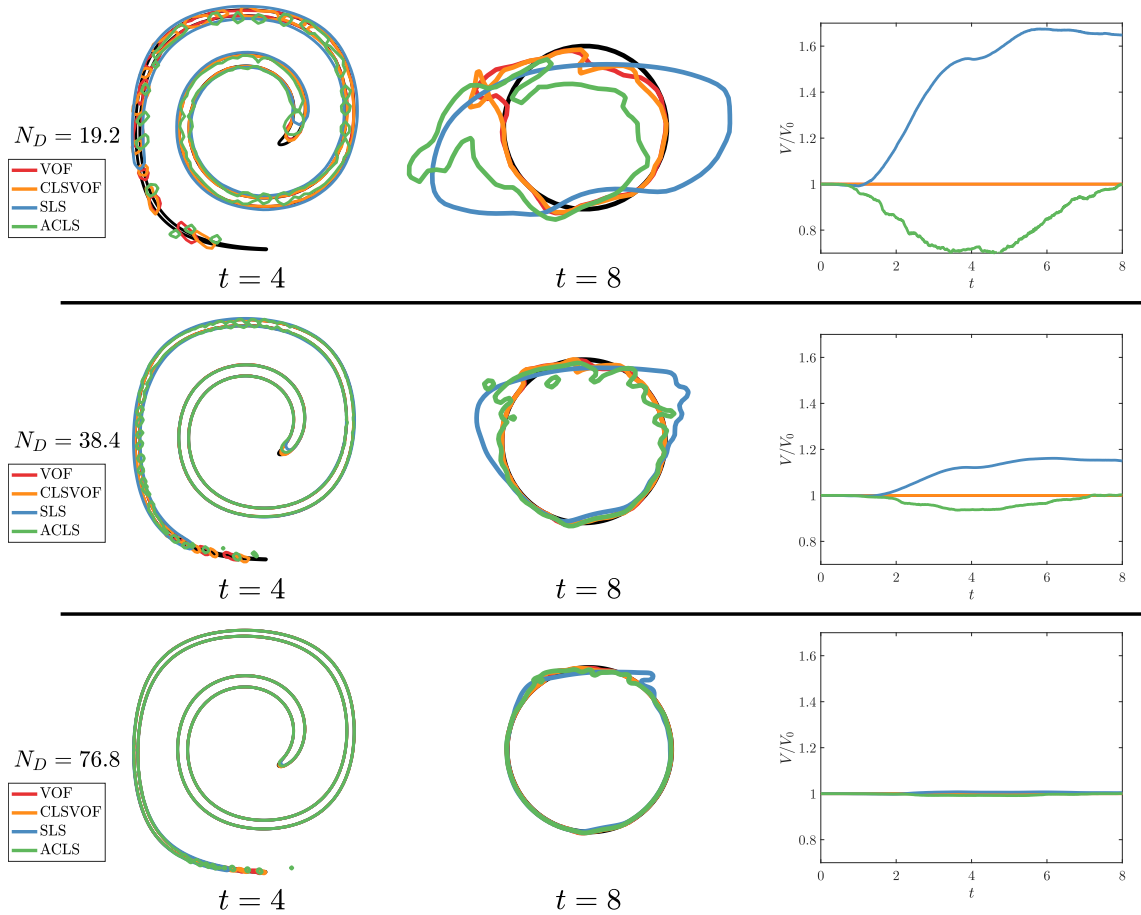 N_D = 19.2
VOF
CLSVOF
SLS
ACLS
t = 4
t = 8
V/V_0
1.6
1.4
1.2
1
0.8
0 2 4 6 8
t
N_D = 38.4
VOF
CLSVOF
SLS
ACLS
t = 4
t = 8
V/V_0
1.6
1.4
1.2
1
0.8
0 2 4 6 8
t
N_D = 76.8
VOF
CLSVOF
SLS
ACLS
t = 4
t = 8
V/V_0
1.6
1.4
1.2
1
0.8
0 2 4 6 8
t